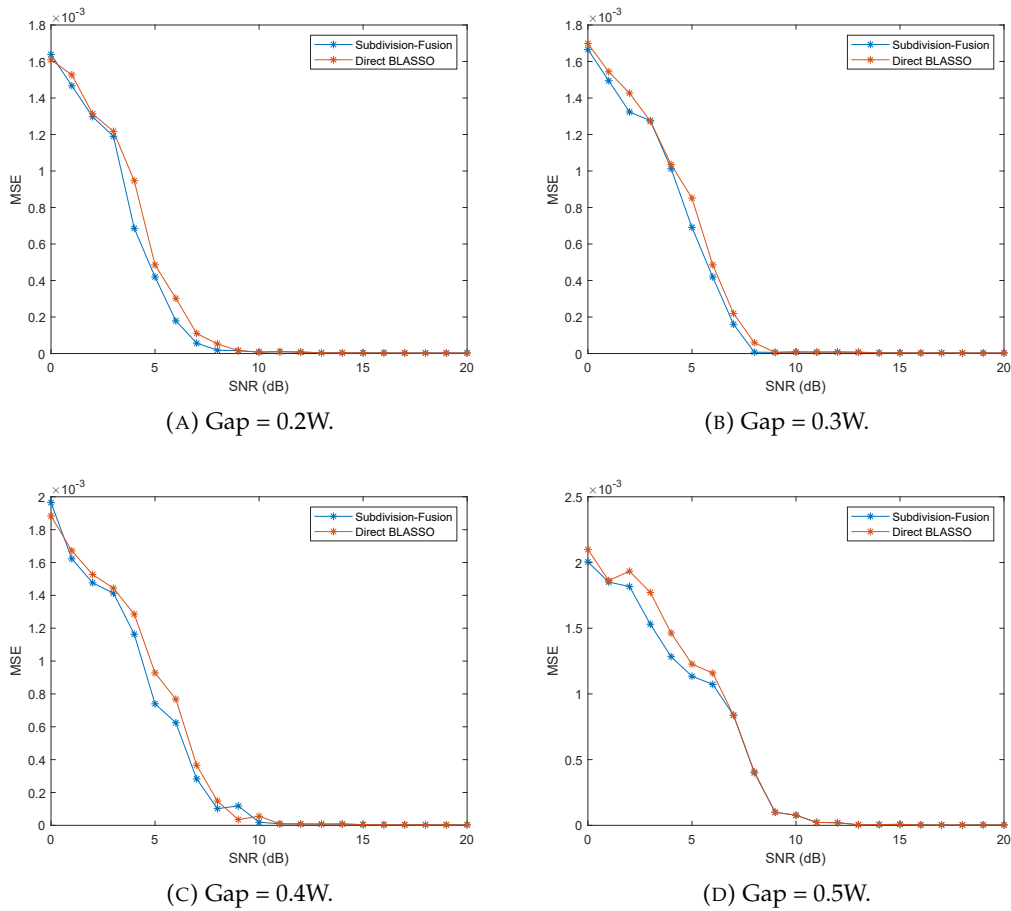 ×10⁻³
1.8
1.6
1.4
1.2
1
0.8
0.6
0.4
0.2
0
MSE
Subdivision-Fusion
Direct BLASSO
0 5 10 15 20
SNR (dB)
(A) Gap = 0.2W.
×10⁻³
1.8
1.6
1.4
1.2
1
0.8
0.6
0.4
0.2
0
MSE
Subdivision-Fusion
Direct BLASSO
0 5 10 15 20
SNR (dB)
(B) Gap = 0.3W.
×10⁻³
2
1.8
1.6
1.4
1.2
1
0.8
0.6
0.4
0.2
0
MSE
Subdivision-Fusion
Direct BLASSO
0 5 10 15 20
SNR (dB)
(C) Gap = 0.4W.
×10⁻³
2.5
2
1.5
1
0.5
0
MSE
Subdivision-Fusion
Direct BLASSO
0 5 10 15 20
SNR (dB)
(D) Gap = 0.5W.